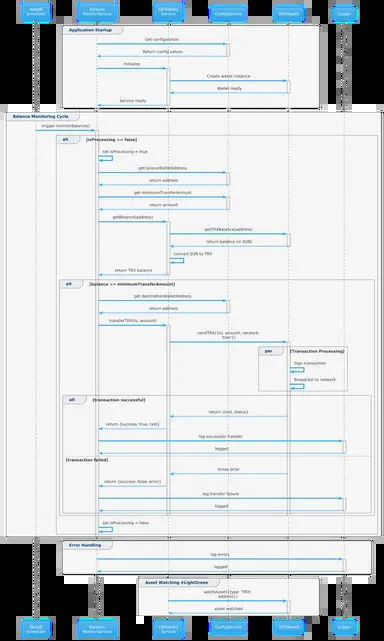 NestJS
Scheduler
Balance
MonitorService
OKXWallet
Service
ConfigService
OKXWallet
Logger
Application Startup
Get configuration
Return config values
Initialize
Create wallet instance
Wallet ready
Service ready
Balance Monitoring Cycle
trigger monitorBalance()
alt
[isProcessing == false]
set isProcessing = true
get sourceWalletAddress
return address
get minimumTransferAmount
return amount
getBalance(address)
getTRXBalance(address)
return balance (in SUN)
convert SUN to TRX
return TRX balance
alt
[balance >= minimumTransferAmount]
get destinationWalletAddress
return address
transferTRX(to, amount)
sendTRX({to, amount, network:
"tron"})
par
[Transaction Processing]
Sign transaction
Broadcast to network
alt
[transaction successful]
return {txid, status}
return {success: true, txid}
log successful transfer
logged
[transaction failed]
throw error
return {success: false, error}
log transfer failure
logged
set isProcessing = false
Error Handling
log errors
logged
Asset Watching #LightGreen
watchAsset({type: 'TRX',
address})
asset watched
NestJS
Scheduler
Balance
MonitorService
OKXWallet
Service
ConfigService
OKXWallet
Logger